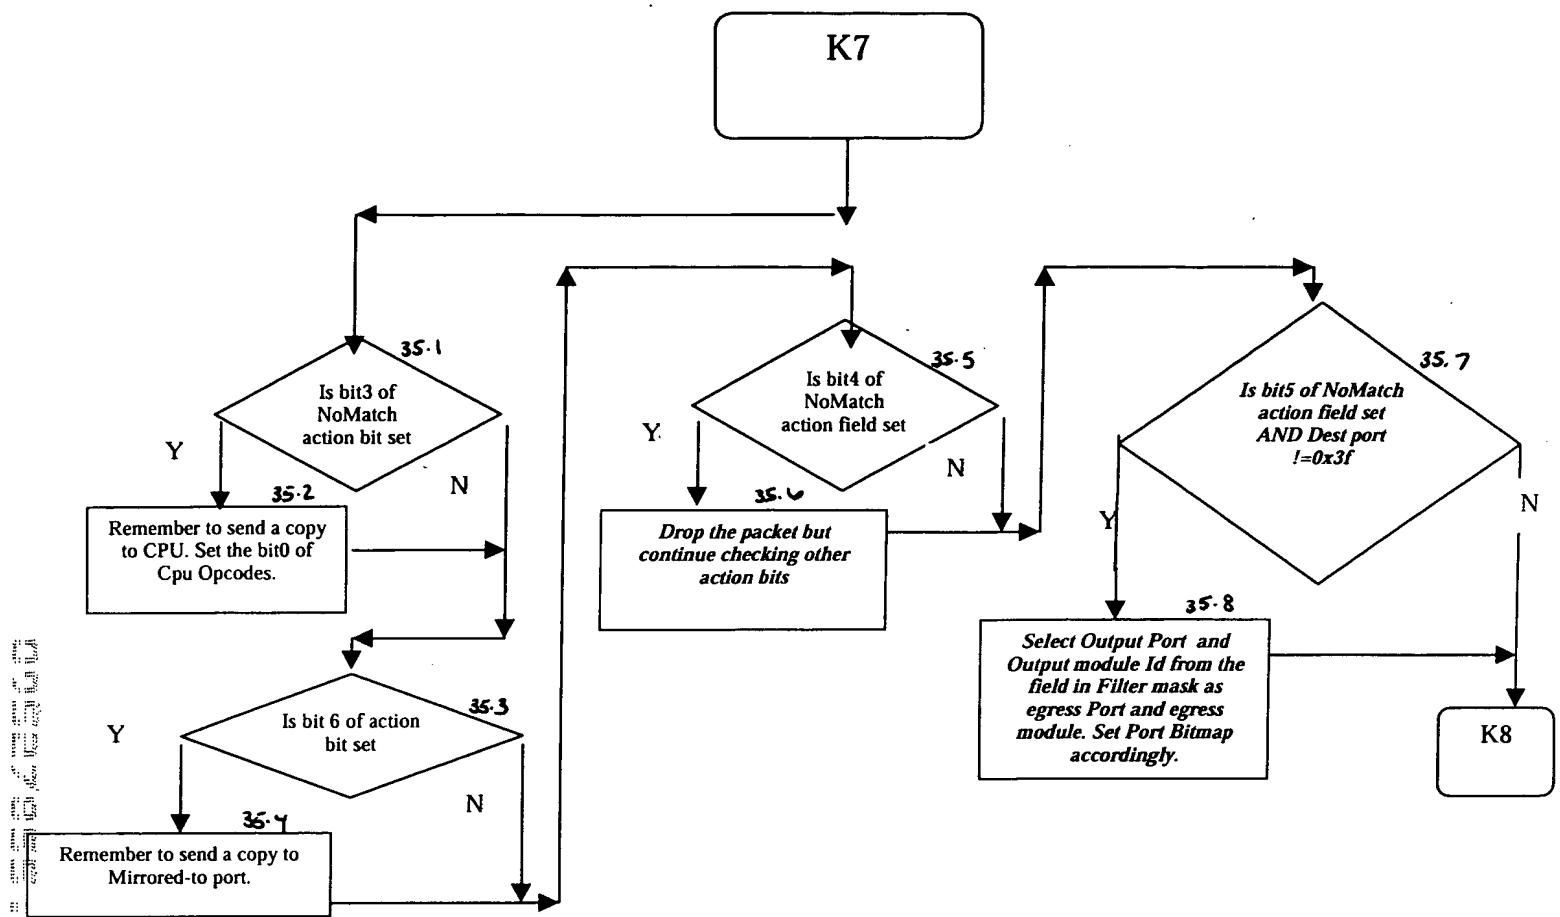 K7
35.1
Is bit3 of
NoMatch
action bit set
Y
N
35.2
Remember to send a copy
to CPU. Set the bit0 of
Cpu Opcodes.
35.3
Is bit 6 of action
bit set
Y
N
35.4
Remember to send a copy to
Mirrored-to port.
35.5
Is bit4 of
NoMatch
action field set
Y
N
35.6
Drop the packet but
continue checking other
action bits
35.7
Is bit5 of NoMatch
action field set
AND Dest port
!=0x3f
Y
N
35.8
Select Output Port and
Output module Id from the
field in Filter mask as
egress Port and egress
module. Set Port Bitmap
accordingly.
K8